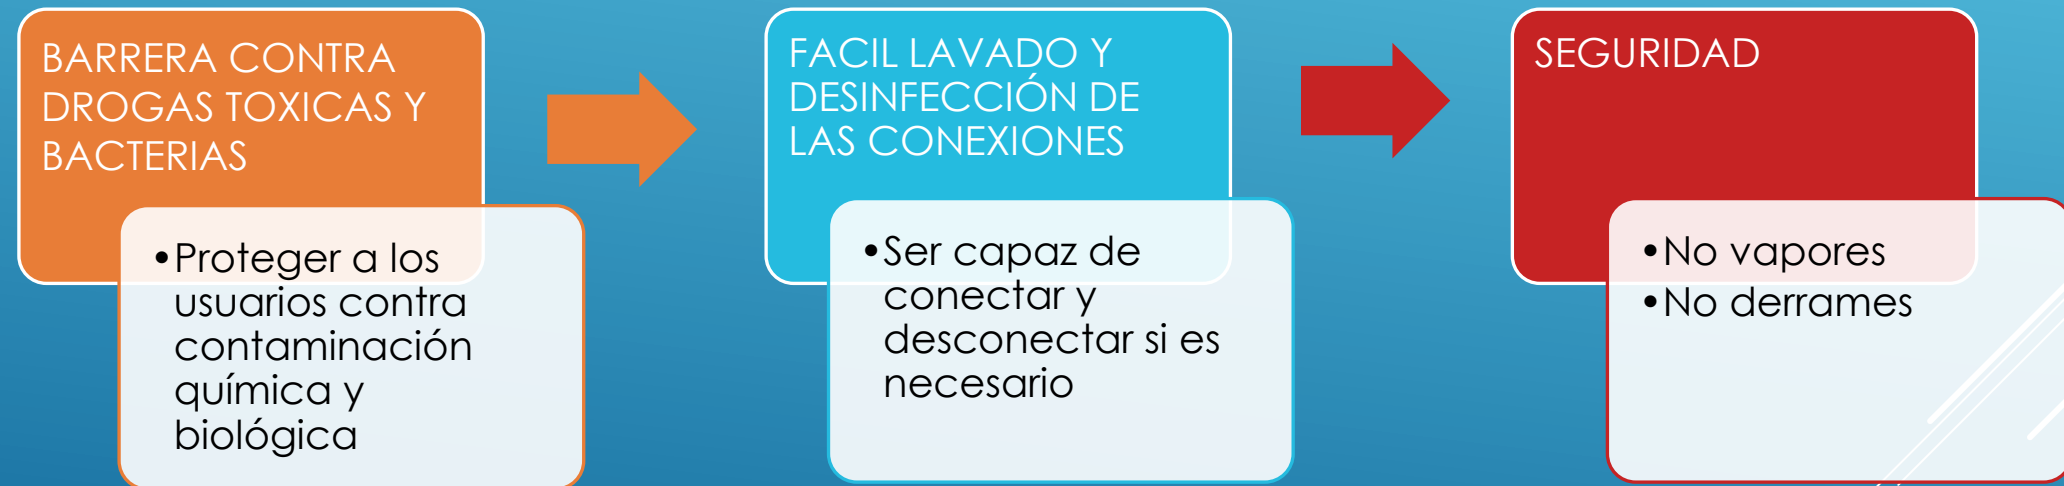 BARRERA CONTRA
DROGAS TOXICAS Y
BACTERIAS
•Proteger a los
usuarios contra
contaminación
química y
biológica
FACIL LAVADO Y
DESINFECCIÓN DE
LAS CONEXIONES
•Ser capaz de
conectar y
desconectar si es
necesario
SEGURIDAD
•No vapores
•No derrames